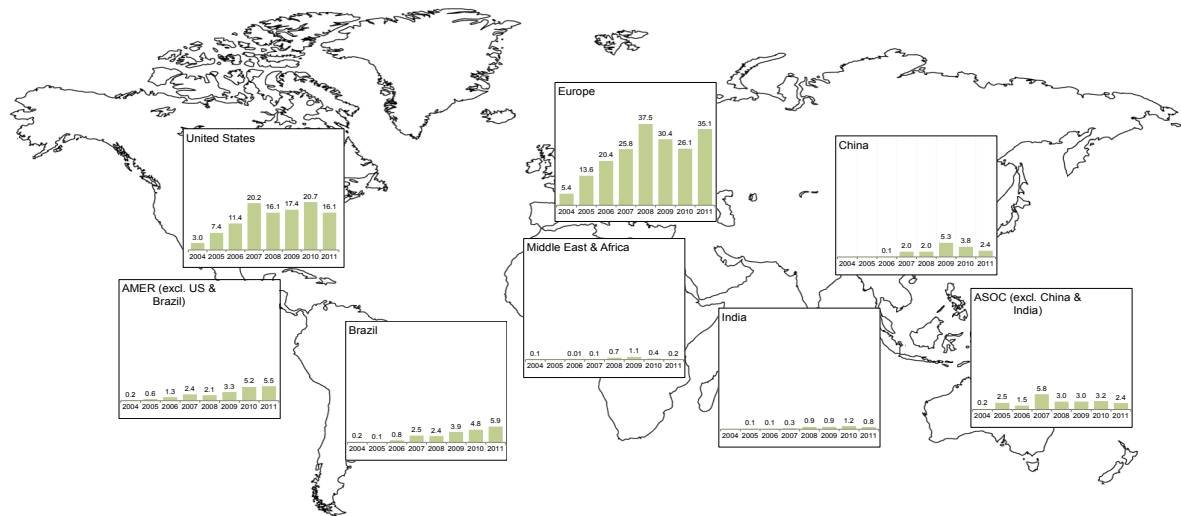 Europe
37.5
35.1
30.4
25.8
26.1
20.4
13.6
5.4
2004 2005 2006 2007 2008 2009 2010 2011
United States
20.2
20.7
17.4
16.1
16.1
11.4
7.4
3.0
2004 2005 2006 2007 2008 2009 2010 2011
China
0.1 2.0 2.0 5.3 3.8 2.4
2004 2005 2006 2007 2008 2009 2010 2011
Middle East & Africa
0.1 0.01 0.1 0.7 1.1 0.4 0.2
2004 2005 2006 2007 2008 2009 2010 2011
AMER (excl. US &
Brazil)
0.2 0.6 1.3 2.4 2.1 3.3 5.2 5.5
2004 2005 2006 2007 2008 2009 2010 2011
ASOC (excl. China &
India)
0.2 2.5 1.5 5.8 3.0 3.0 3.2 2.4
2004 2005 2006 2007 2008 2009 2010 2011
India
0.1 0.1 0.3 0.9 0.9 1.2 0.8
2004 2005 2006 2007 2008 2009 2010 2011
Brazil
0.2 0.1 0.8 2.5 2.4 3.9 4.8 5.9
2004 2005 2006 2007 2008 2009 2010 2011